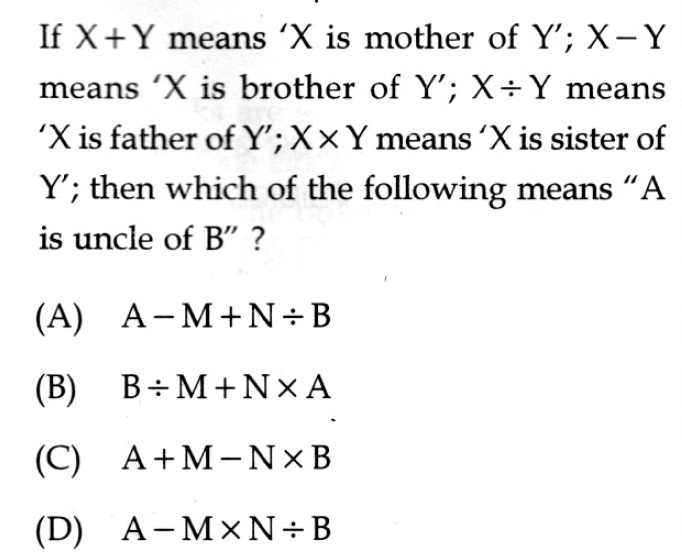 If X+Y means ‘X is mother of Y’; X−Y
means ‘X is brother of Y’; X÷Y means
‘X is father of Y’; X×Y means ‘X is sister of
Y’; then which of the following means “A
is uncle of B” ?
(A) A−M+N÷B
(B) B÷M+N×A
(C) A+M−N×B
(D) A−M×N÷B